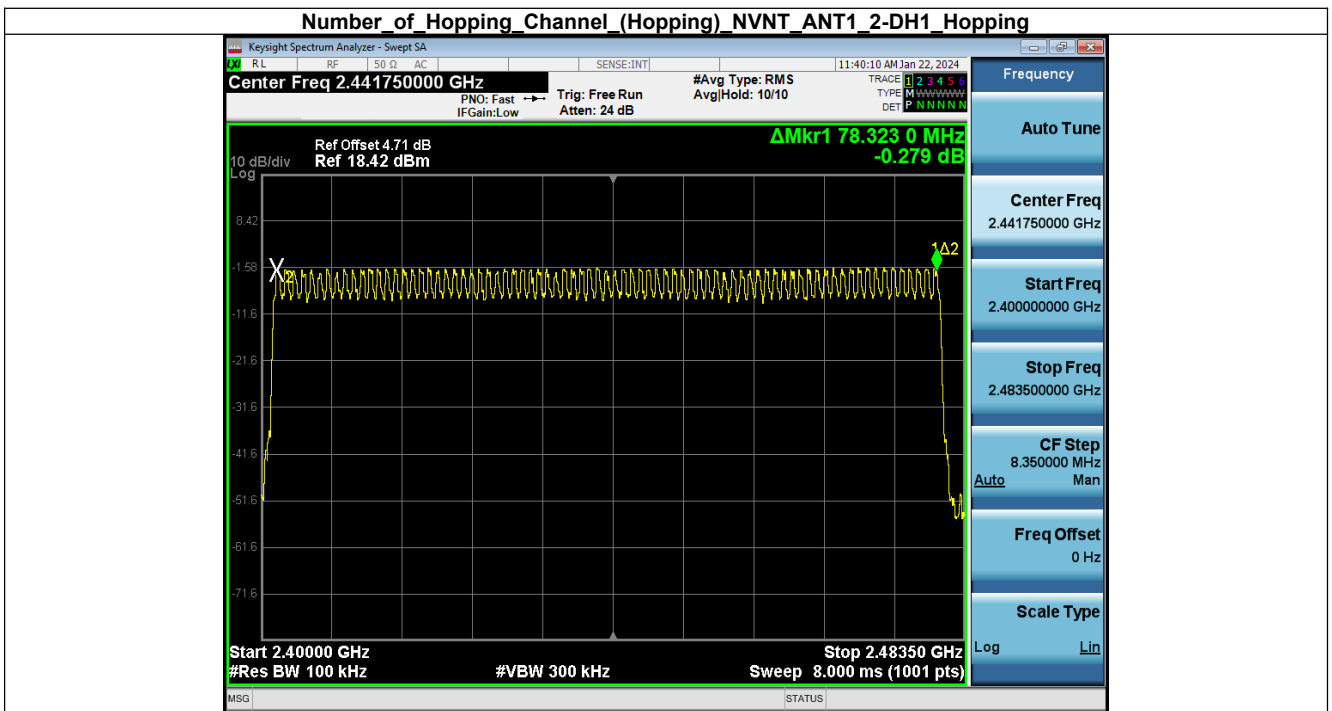 Number_of_Hopping_Channel_(Hopping)_NVNT_ANT1_2-DH1_Hopping
Keysight Spectrum Analyzer - Swept SA
LXI RL RF 50 Ω AC SENSE:INT 11:40:10 AM Jan 22, 2024
Center Freq 2.441750000 GHz
PNO: Fast
IFGain:Low
Trig: Free Run
Atten: 24 dB
#Avg Type: RMS
Avg|Hold: 10/10
TRACE 1 2 3 4 5 6
TYPE M WWWWW
DET P N N N N N
ΔMkr1 78.323 0 MHz
-0.279 dB
Ref Offset 4.71 dB
10 dB/div Ref 18.42 dBm
Log
8.42
-1.58
-11.6
-21.6
-31.6
-41.6
-51.6
-61.6
-71.6
X2
1Δ2
Start 2.40000 GHz Stop 2.48350 GHz
#Res BW 100 kHz #VBW 300 kHz Sweep 8.000 ms (1001 pts)
MSG STATUS
Frequency
Auto Tune
Center Freq
2.441750000 GHz
Start Freq
2.400000000 GHz
Stop Freq
2.483500000 GHz
CF Step
8.350000 MHz
Auto Man
Freq Offset
0 Hz
Scale Type
Log Lin